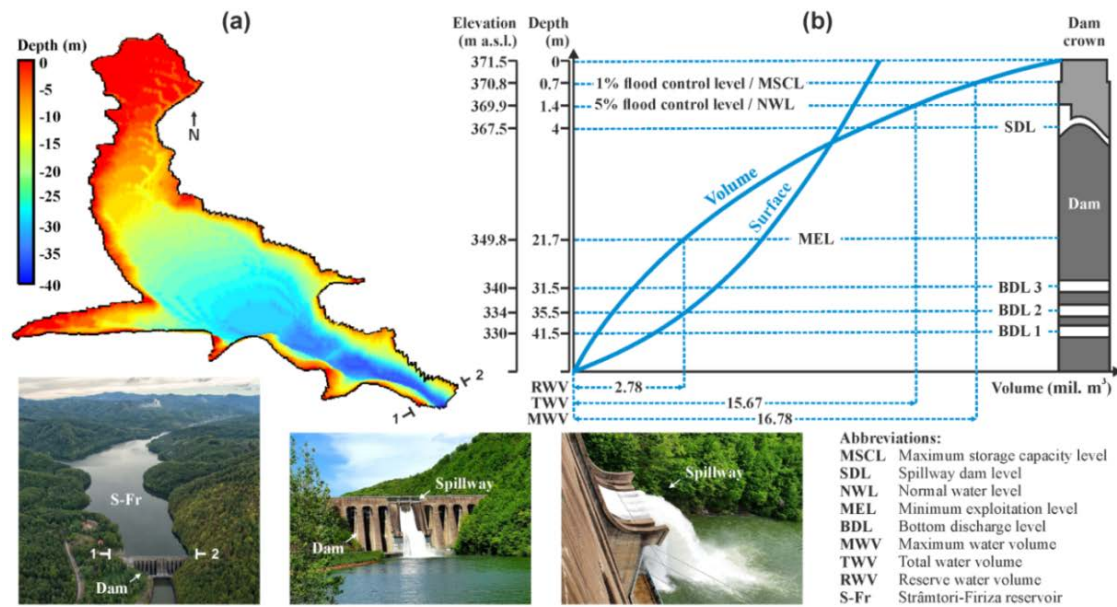 (a)
Depth (m)
0
-5
-10
-15
-20
-25
-30
-35
-40
N
1
2
(b)
Elevation
(m a.s.l.)
Depth
(m)
Dam
crown
371.5
0
370.8
0.7
1% flood control level / MSCL
369.9
1.4
5% flood control level / NWL
367.5
4
SDL
Volume
Surface
Dam
349.8
21.7
MEL
340
31.5
BDL 3
334
35.5
BDL 2
330
41.5
BDL 1
RWV
2.78
Volume (mil. m³)
TWV
15.67
MWV
16.78
S-Fr
1
2
Dam
Spillway
Dam
Spillway
Abbreviations:
MSCL Maximum storage capacity level
SDL Spillway dam level
NWL Normal water level
MEL Minimum exploitation level
BDL Bottom discharge level
MWV Maximum water volume
TWV Total water volume
RWV Reserve water volume
S-Fr Strâmtori-Firiza reservoir